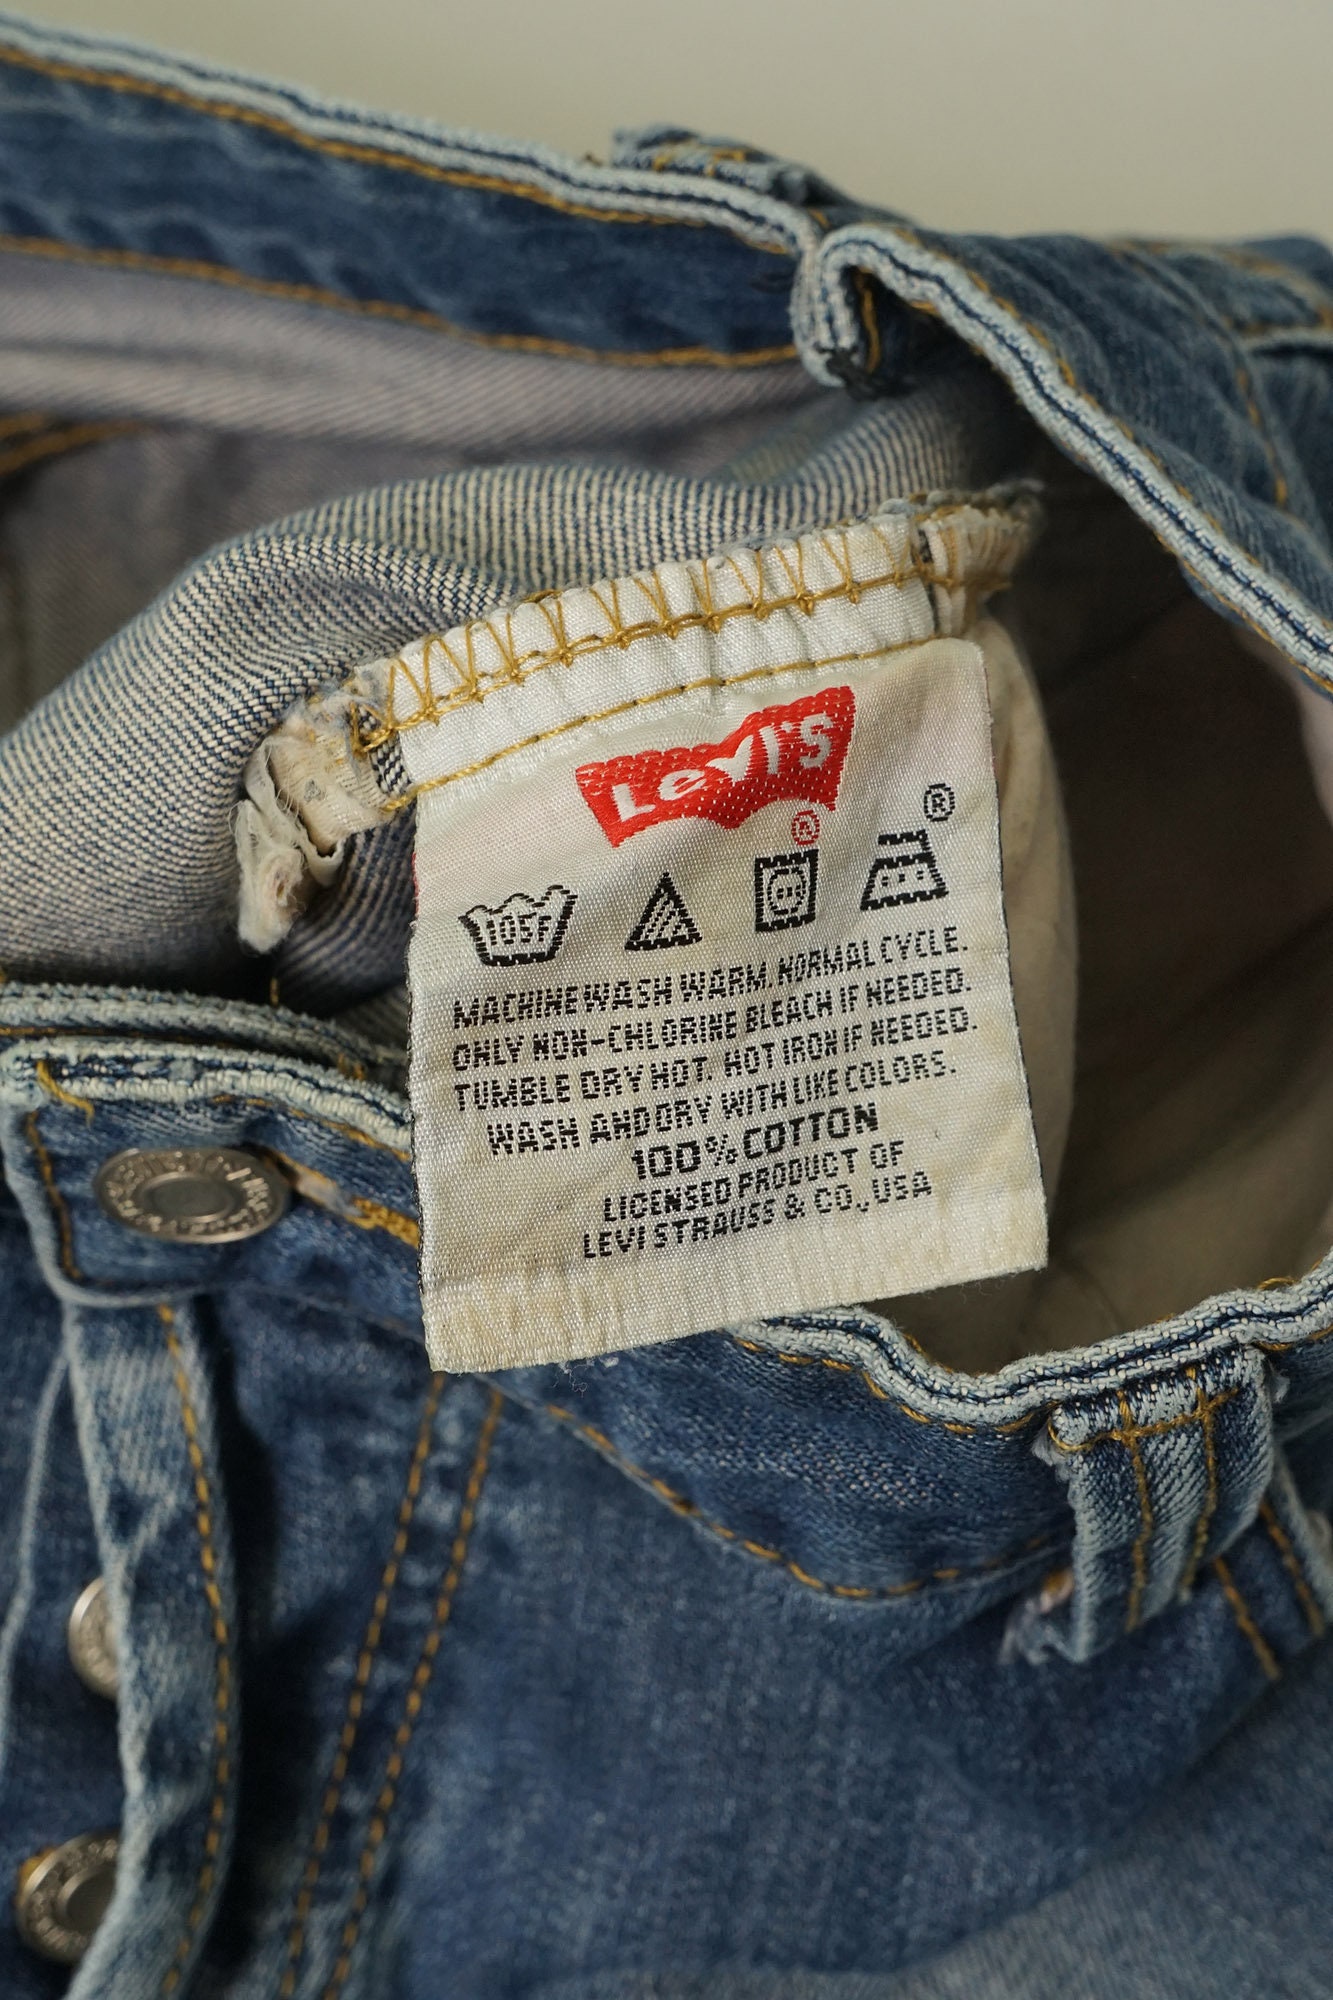 LEVI'S
®
®
105F
MACHINE WASH WARM. NORMAL CYCLE.
ONLY NON-CHLORINE BLEACH IF NEEDED.
TUMBLE DRY HOT. HOT IRON IF NEEDED.
WASH AND DRY WITH LIKE COLORS.
100% COTTON
LICENSED PRODUCT OF
LEVI STRAUSS & CO., USA